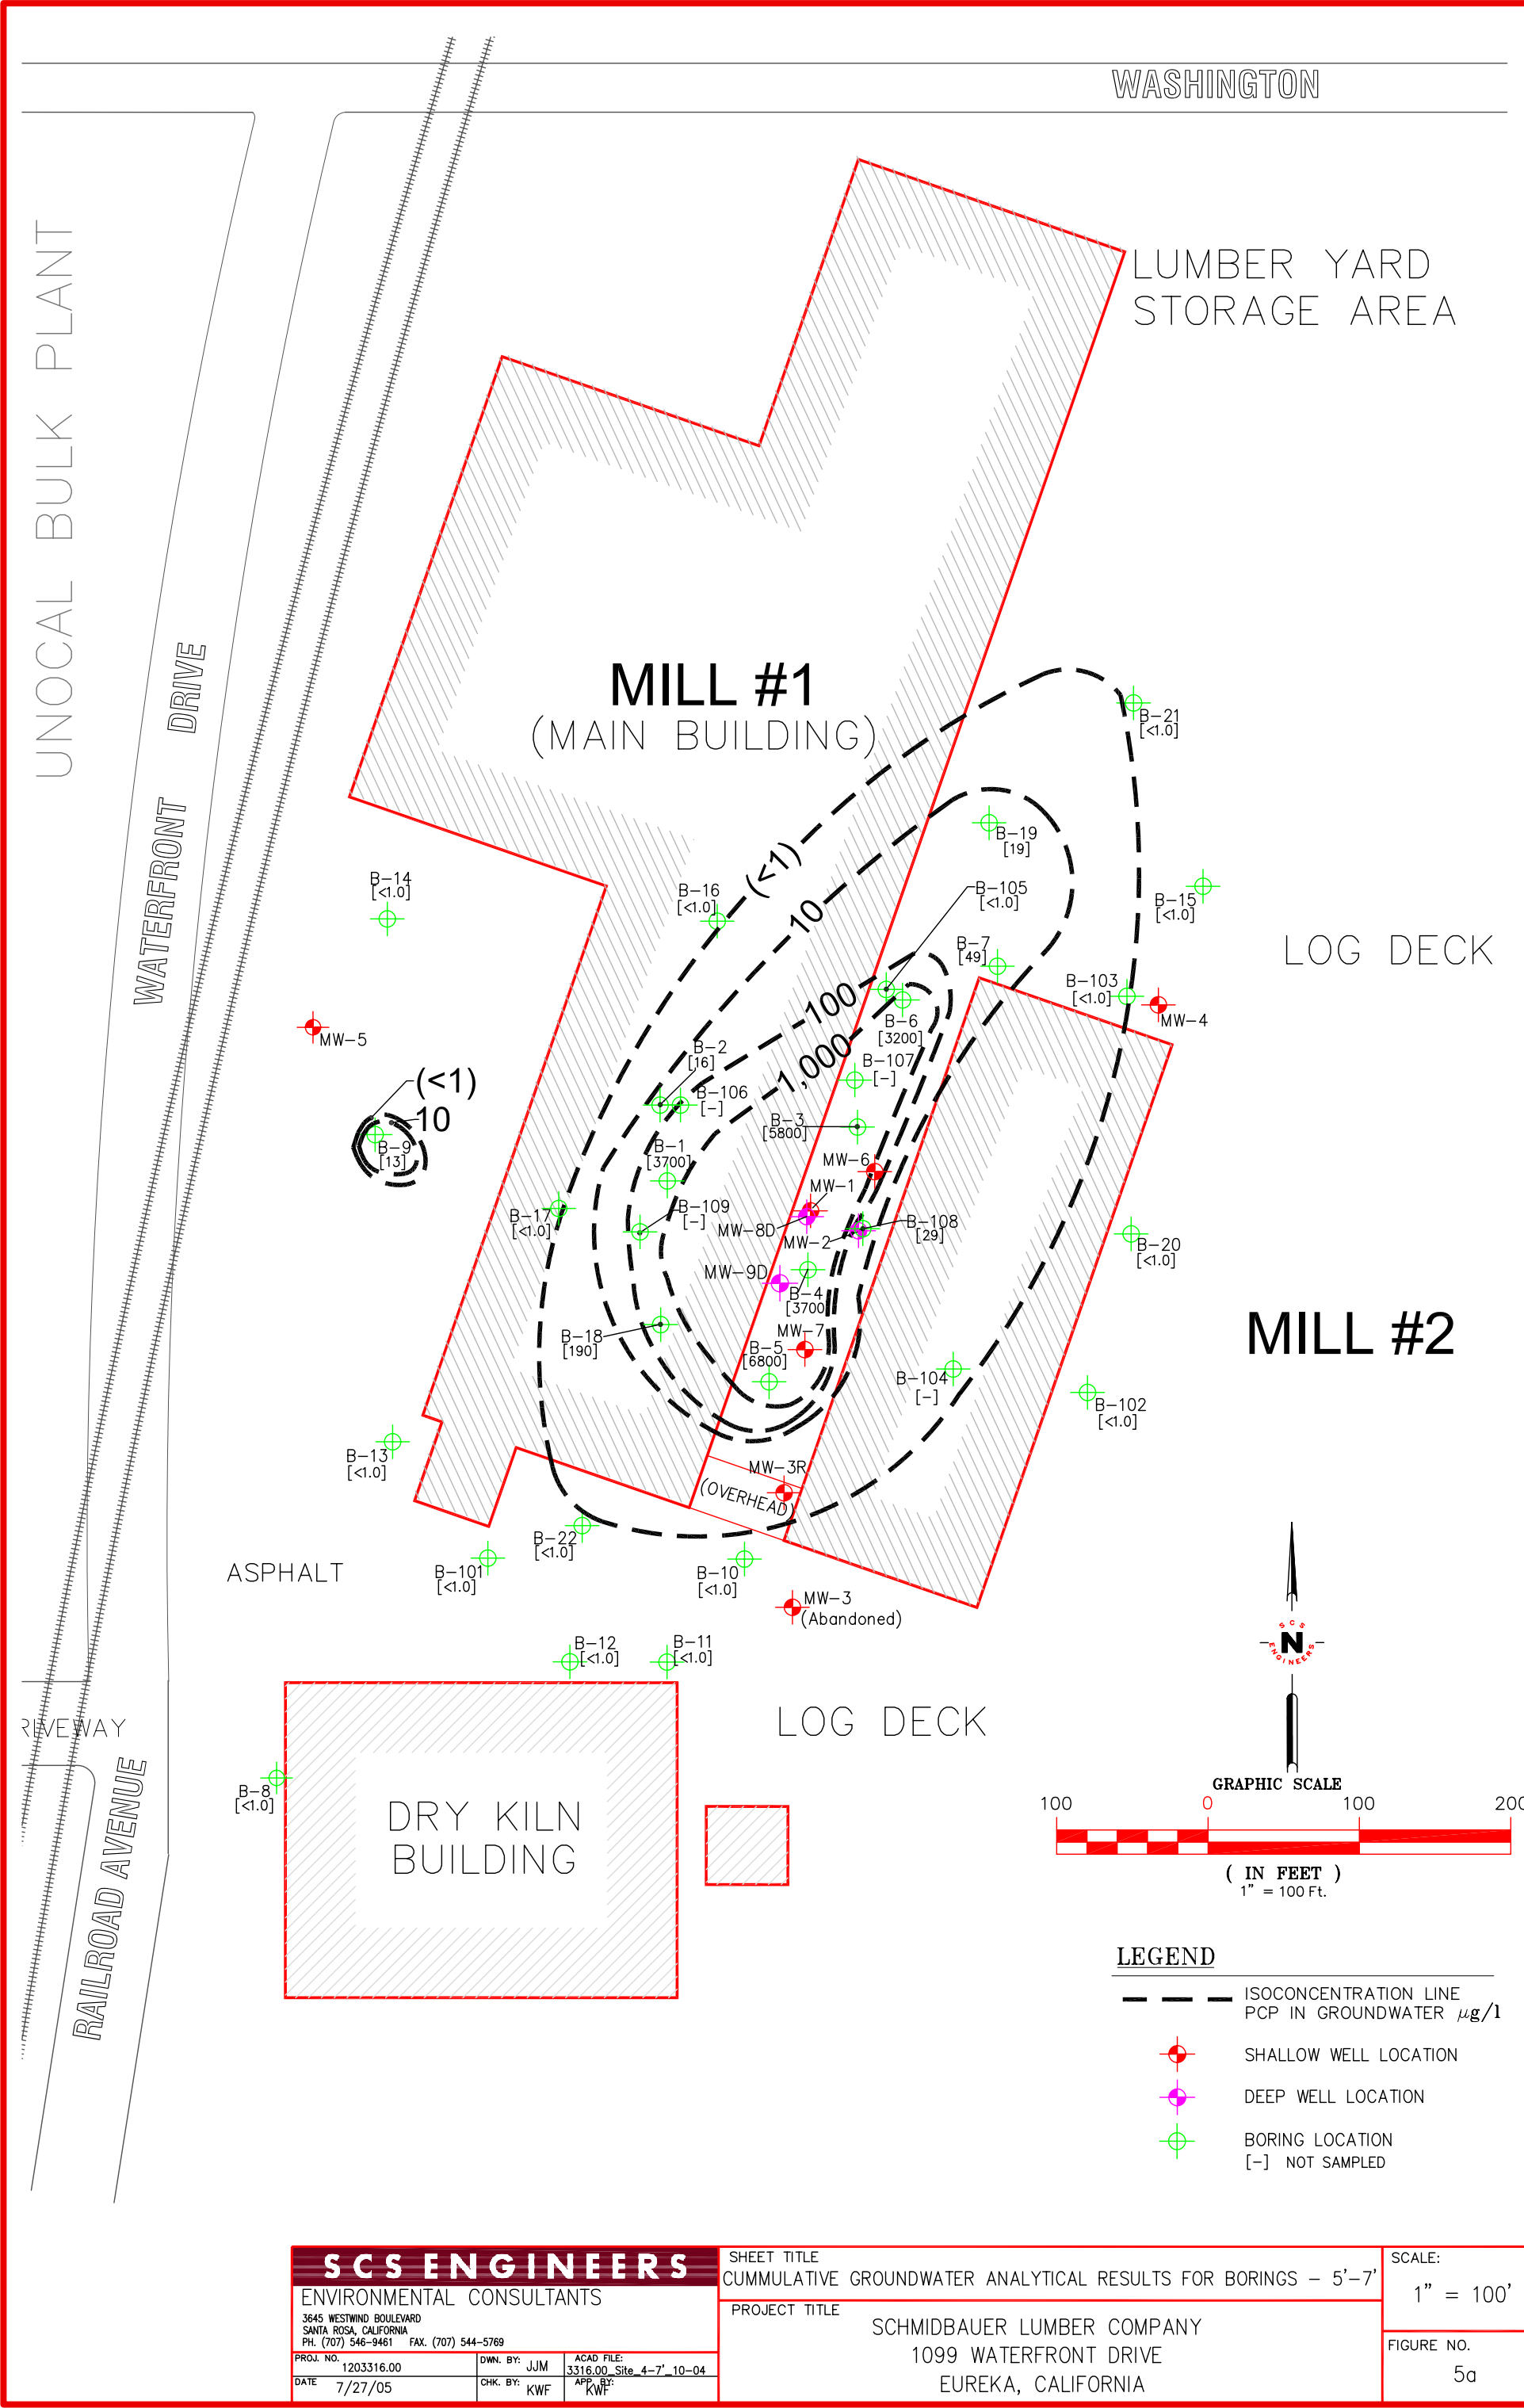 WASHINGTON
UNOCAL BULK PLANT
LUMBER YARD
STORAGE AREA
WATERFRONT DRIVE
MILL #1
(MAIN BUILDING)
B-21
[<1.0]
B-19
[19]
(<1)
B-14
[<1.0]
B-16
[<1.0]
10
B-105
[<1.0]
B-15
[<1.0]
B-7
[49]
LOG DECK
B-103
[<1.0]
MW-4
MW-5
100
B-6
[3200]
B-2
[16]
1,000
B-107
[-]
(<1)
10
B-106
[-]
B-3
[5800]
B-9
[13]
B-1
[3700]
MW-6
MW-1
B-17
[<1.0]
B-109
[-]
MW-8D
MW-2
B-108
[29]
B-20
[<1.0]
MW-9D
B-4
[3700
MILL #2
B-18
[190]
MW-7
B-5
[6800]
B-104
[-]
B-102
[<1.0]
B-13
[<1.0]
MW-3R
(OVERHEAD)
B-22
[<1.0]
B-101
[<1.0]
B-10
[<1.0]
ASPHALT
MW-3
(Abandoned)
B-12
[<1.0]
B-11
[<1.0]
SCS
N
ENGINEERS
RIVEWAY
LOG DECK
B-8
[<1.0]
DRY KILN
BUILDING
RAILROAD AVENUE
GRAPHIC SCALE
100 0 100 200
( IN FEET )
1" = 100 Ft.
LEGEND
ISOCONCENTRATION LINE
PCP IN GROUNDWATER µg/l
SHALLOW WELL LOCATION
DEEP WELL LOCATION
BORING LOCATION
[-] NOT SAMPLED
SCS ENGINEERS
ENVIRONMENTAL CONSULTANTS
3645 WESTWIND BOULEVARD
SANTA ROSA, CALIFORNIA
PH. (707) 546-9461 FAX. (707) 544-5769
PROJ. NO.
1203316.00
DWN. BY: JJM
ACAD FILE:
3316.00_Site_4-7'_10-04
DATE 7/27/05
CHK. BY: KWF
APP. BY:
KWF
SHEET TITLE
CUMMULATIVE GROUNDWATER ANALYTICAL RESULTS FOR BORINGS - 5'-7'
PROJECT TITLE
SCHMIDBAUER LUMBER COMPANY
1099 WATERFRONT DRIVE
EUREKA, CALIFORNIA
SCALE:
1" = 100'
FIGURE NO.
5a